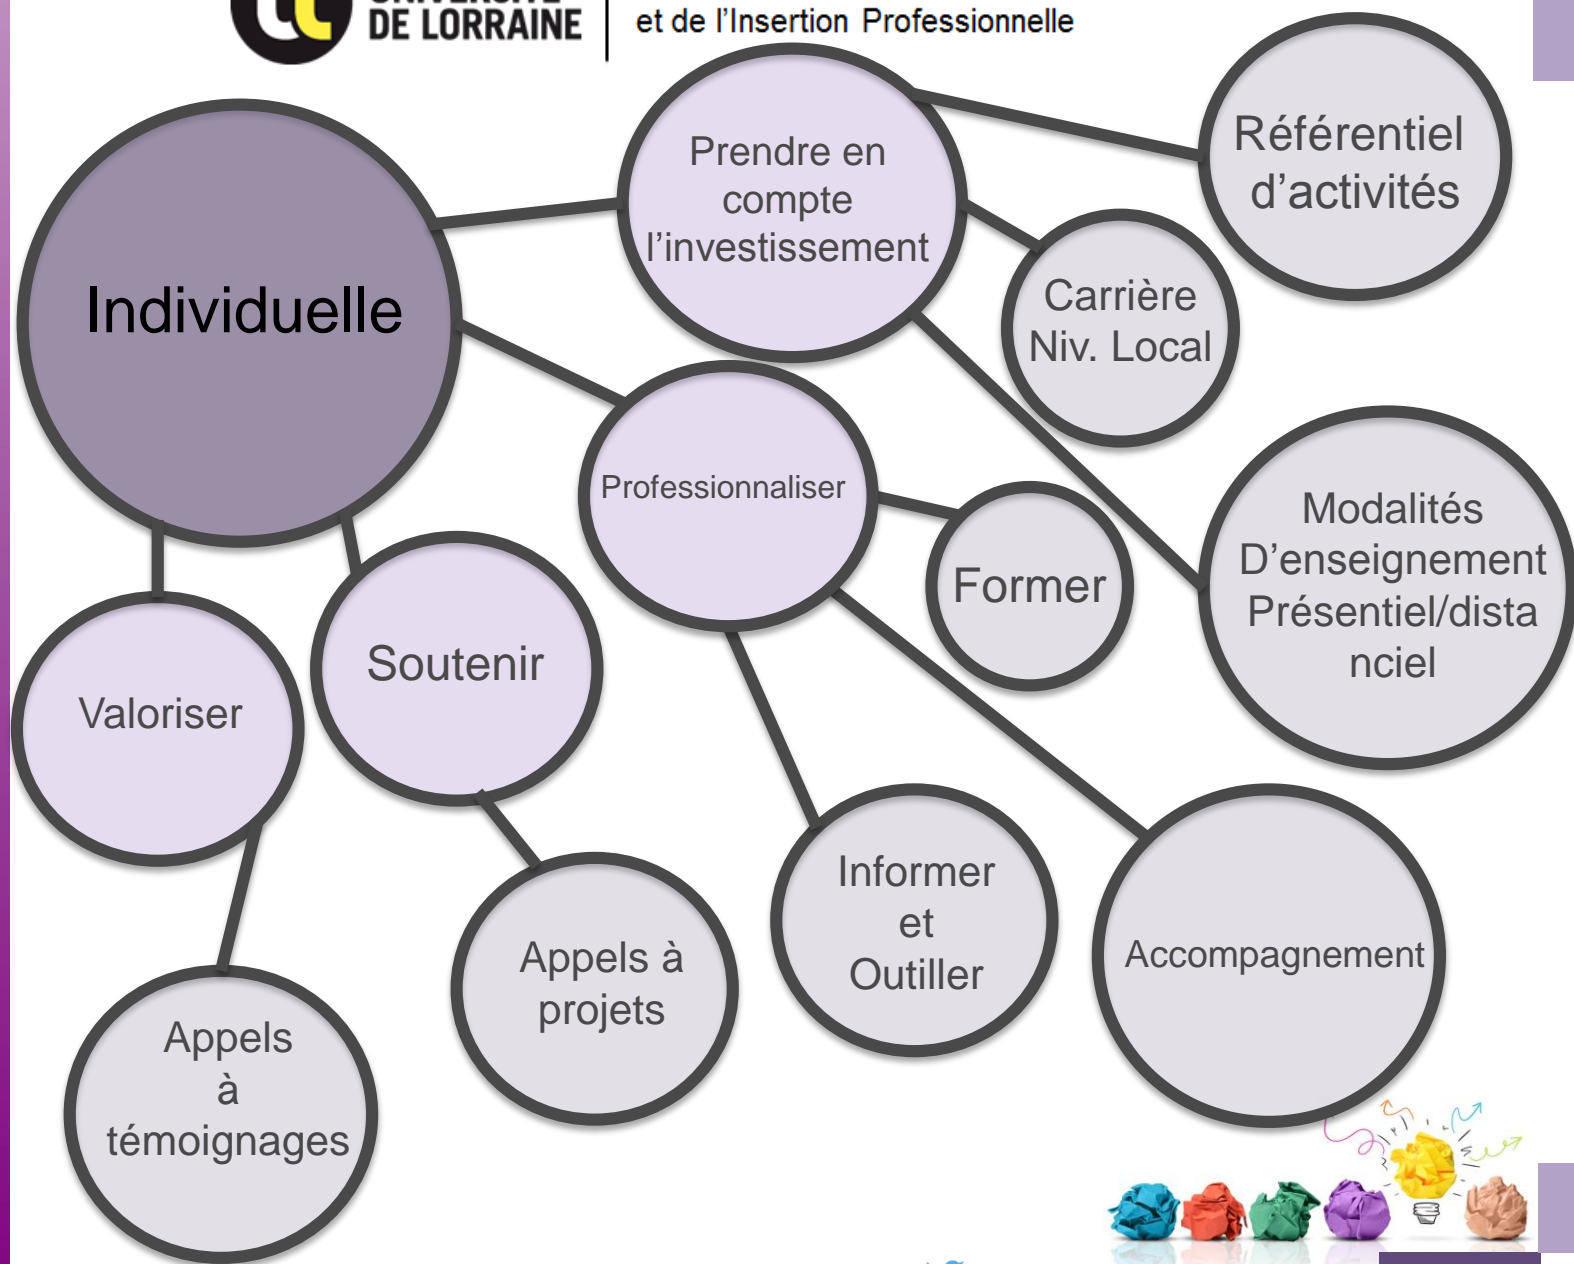 DE LORRAINE
et de l'Insertion Professionnelle
Individuelle
Prendre en
compte
l'investissement
Référentiel
d'activités
Carrière
Niv. Local
Professionnaliser
Former
Modalités
D'enseignement
Présentiel/dista
nciel
Valoriser
Soutenir
Informer
et
Outiller
Accompagnement
Appels à
projets
Appels
à
témoignages